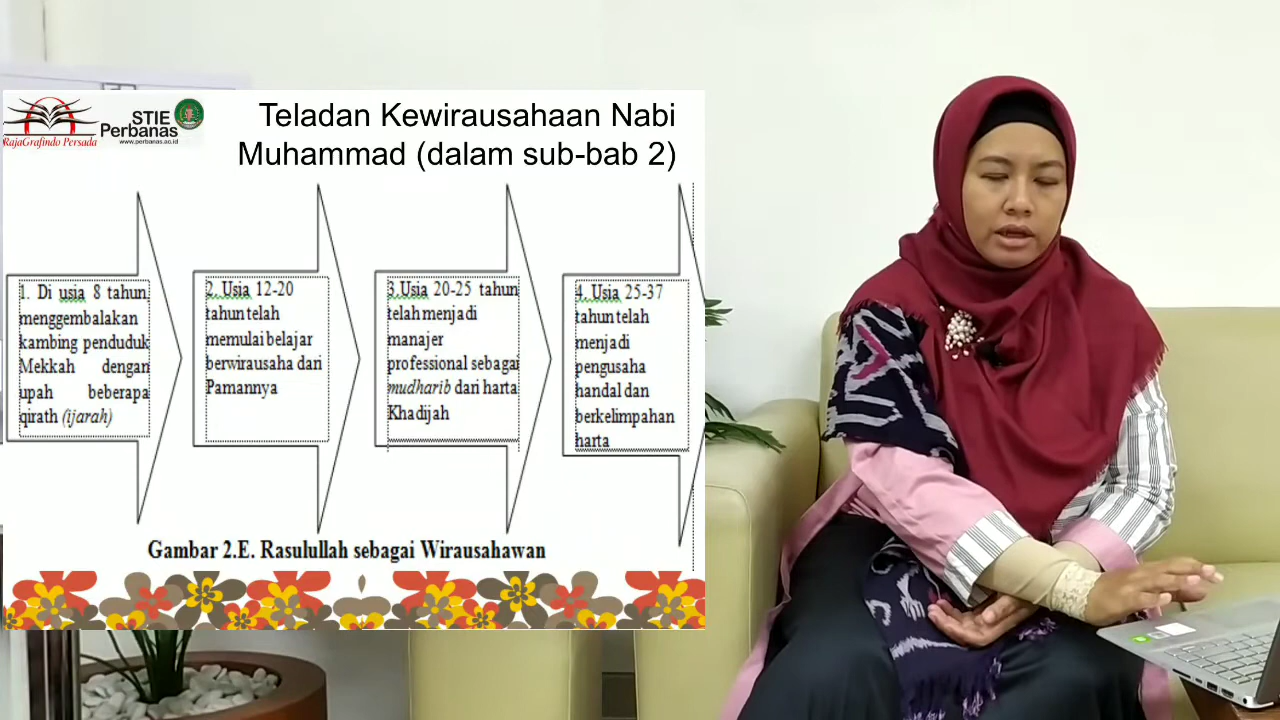 RajaGrafindo Persada
STIE
Perbanas
www.perbanas.ac.id
Teladan Kewirausahaan Nabi
Muhammad (dalam sub-bab 2)
1. Di usia 8 tahun
menggembalakan
kambing penduduk
Mekkah dengan
upah beberapa
qirath (ijarah)
2. Usia 12-20
tahun telah
memulai belajar
berwirausaha dari
Pamannya
3.Usia 20-25 tahun
telah menjadi
manajer
professional sebagai
mudharib dari harta
Khadijah
4. Usia 25-37
tahun telah
menjadi
pengusaha
handal dan
berkelimpahan
harta
Gambar 2.E. Rasulullah sebagai Wirausahawan